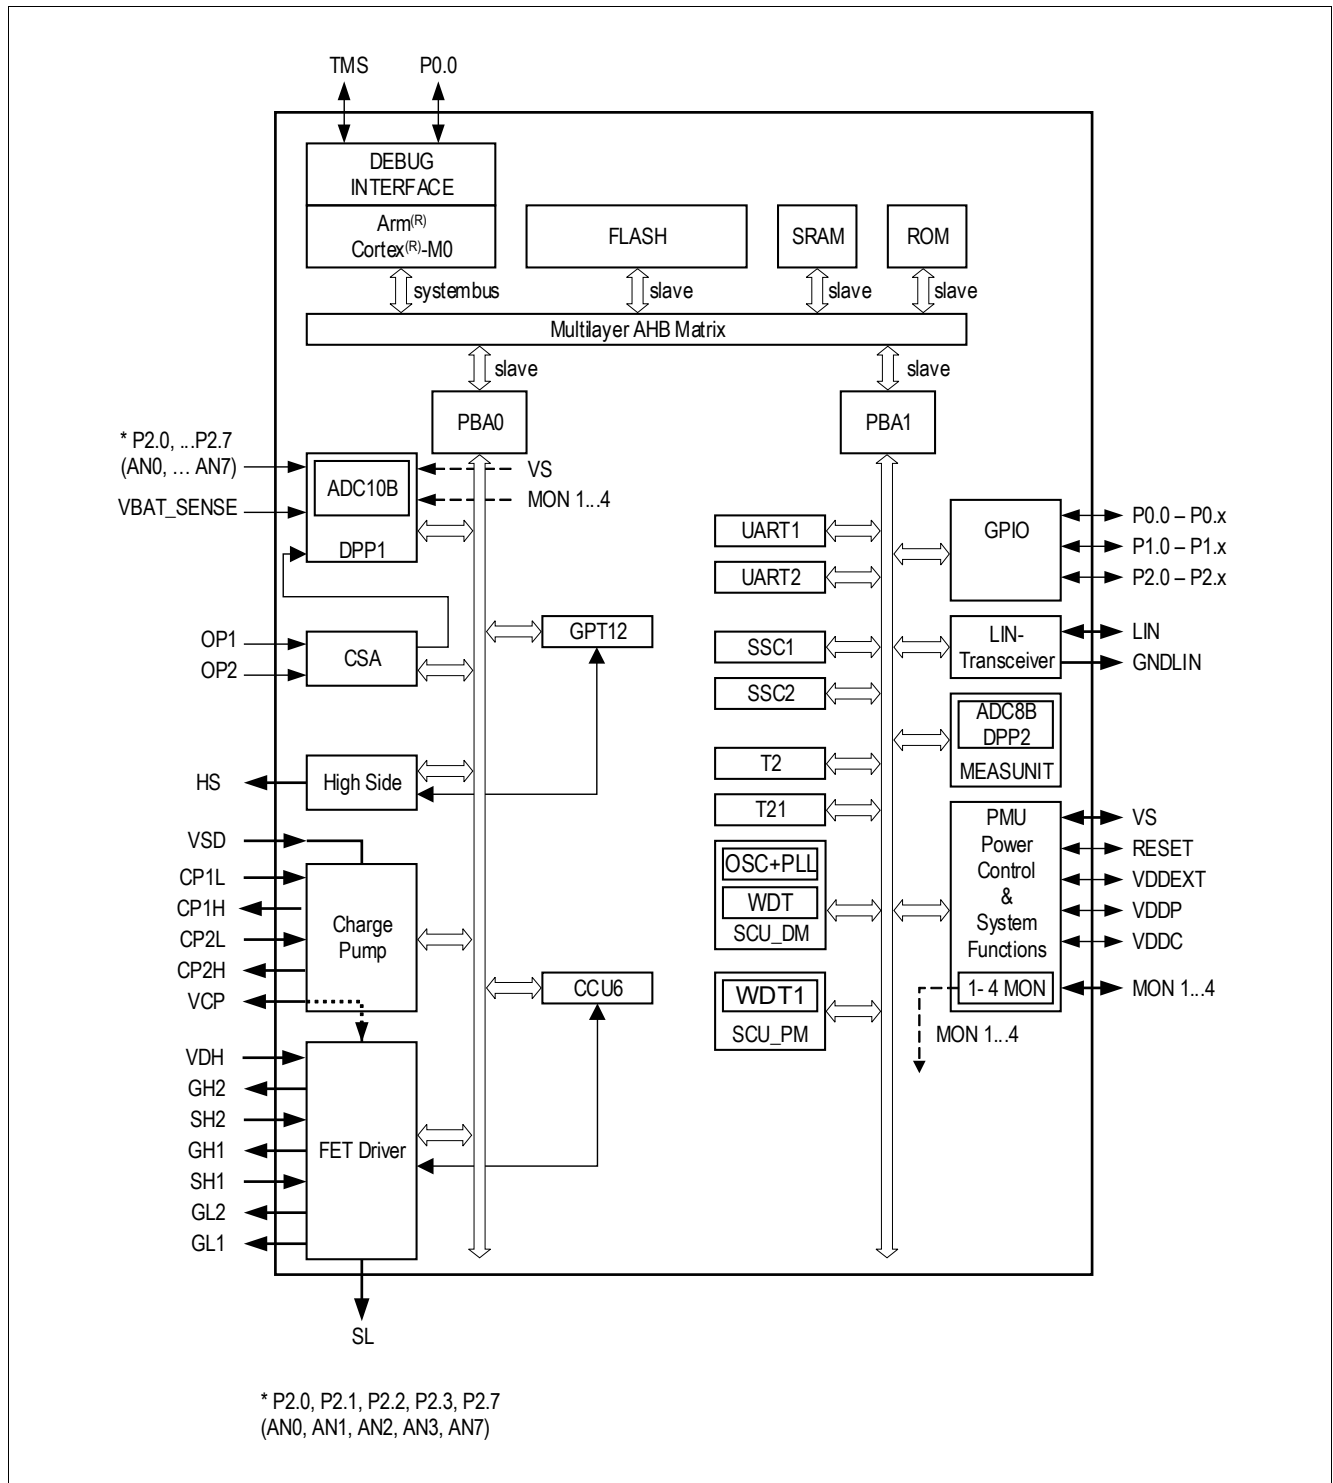 TMS
P0.0
DEBUG
INTERFACE
Arm(R)
Cortex(R)-M0
FLASH
SRAM
ROM
systembus
slave
slave
slave
Multilayer AHB Matrix
slave
slave
PBA0
PBA1
* P2.0, ...P2.7
(AN0, … AN7)
VBAT_SENSE
ADC10B
DPP1
VS
MON 1...4
OP1
OP2
CSA
GPT12
HS
High Side
VSD
CP1L
CP1H
CP2L
CP2H
VCP
Charge
Pump
CCU6
VDH
GH2
SH2
GH1
SH1
GL2
GL1
FET Driver
SL
UART1
UART2
SSC1
SSC2
T2
T21
OSC+PLL
WDT
SCU_DM
WDT1
SCU_PM
GPIO
P0.0 – P0.x
P1.0 – P1.x
P2.0 – P2.x
LIN-
Transceiver
LIN
GNDLIN
ADC8B
DPP2
MEASUNIT
PMU
Power
Control
&
System
Functions
1- 4 MON
VS
RESET
VDDEXT
VDDP
VDDC
MON 1...4
MON 1...4
* P2.0, P2.1, P2.2, P2.3, P2.7
(AN0, AN1, AN2, AN3, AN7)